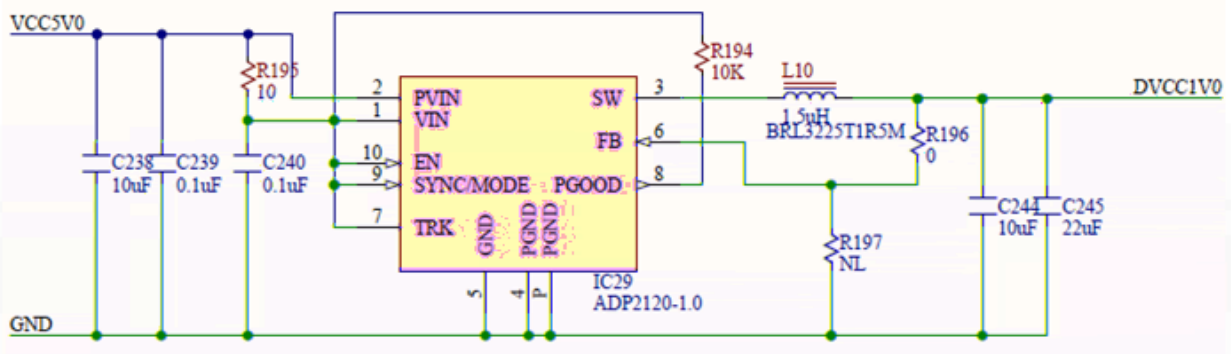 VCC5V0
R195
10
R194
10K
L10
1.5uH
BRL3225T1R5M
DVCC1V0
2
PVIN
SW
3
1
VIN
FB
6
R196
0
C238
10uF
C239
0.1uF
C240
0.1uF
10
EN
9
SYNC/MODE
PGOOD
8
7
TRK
GND
PGND
PGND
C244
10uF
C245
22uF
R197
NL
5
4
P
IC29
ADP2120-1.0
GND